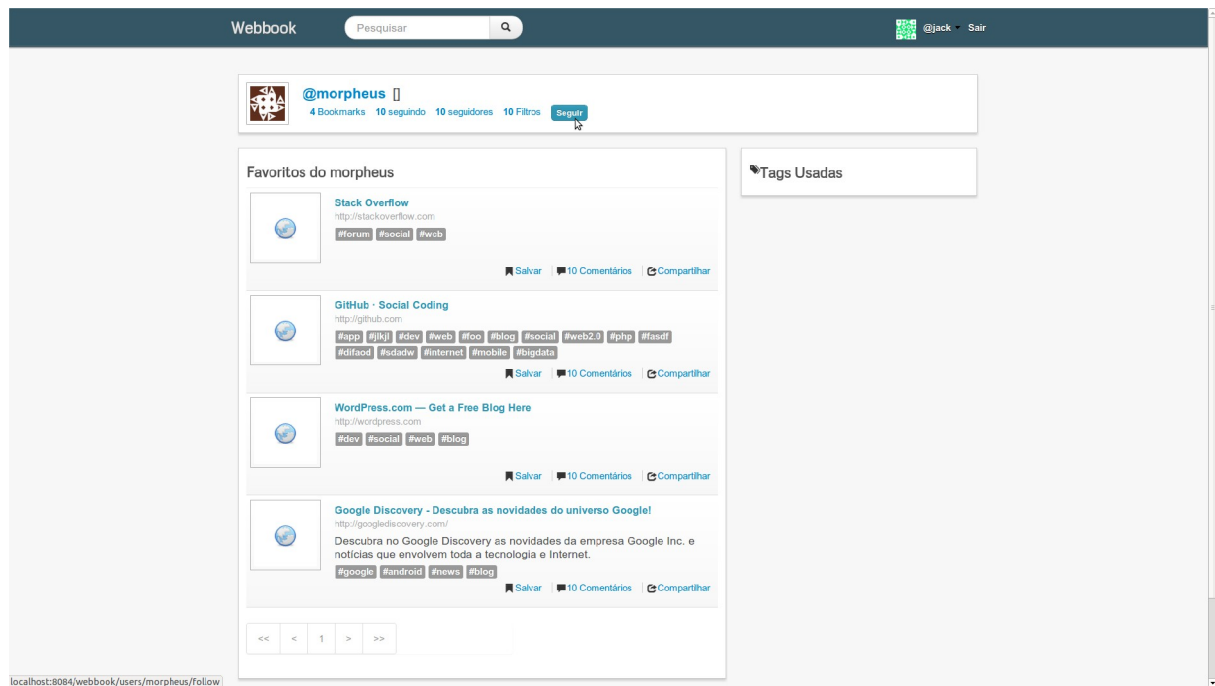 Webbook Pesquisar @jack Sair
@morpheus []
4 Bookmarks 10 seguindo 10 seguidores 10 Filtros Seguir
Favoritos do morpheus
Stack Overflow
http://stackoverflow.com
#forum #social #web
Salvar 10 Comentários Compartilhar
GitHub · Social Coding
http://github.com
#app #jlkjl #dev #web #foo #blog #social #web2.0 #php #fasdf
#difaod #sdadw #internet #mobile #bigdata
Salvar 10 Comentários Compartilhar
WordPress.com — Get a Free Blog Here
http://wordpress.com
#dev #social #web #blog
Salvar 10 Comentários Compartilhar
Google Discovery - Descubra as novidades do universo Google!
http://googlediscovery.com/
Descubra no Google Discovery as novidades da empresa Google Inc. e
notícias que envolvem toda a tecnologia e Internet.
#google #android #news #blog
Salvar 10 Comentários Compartilhar
<< < 1 > >>
Tags Usadas
localhost:8084/webbook/users/morpheus/follow